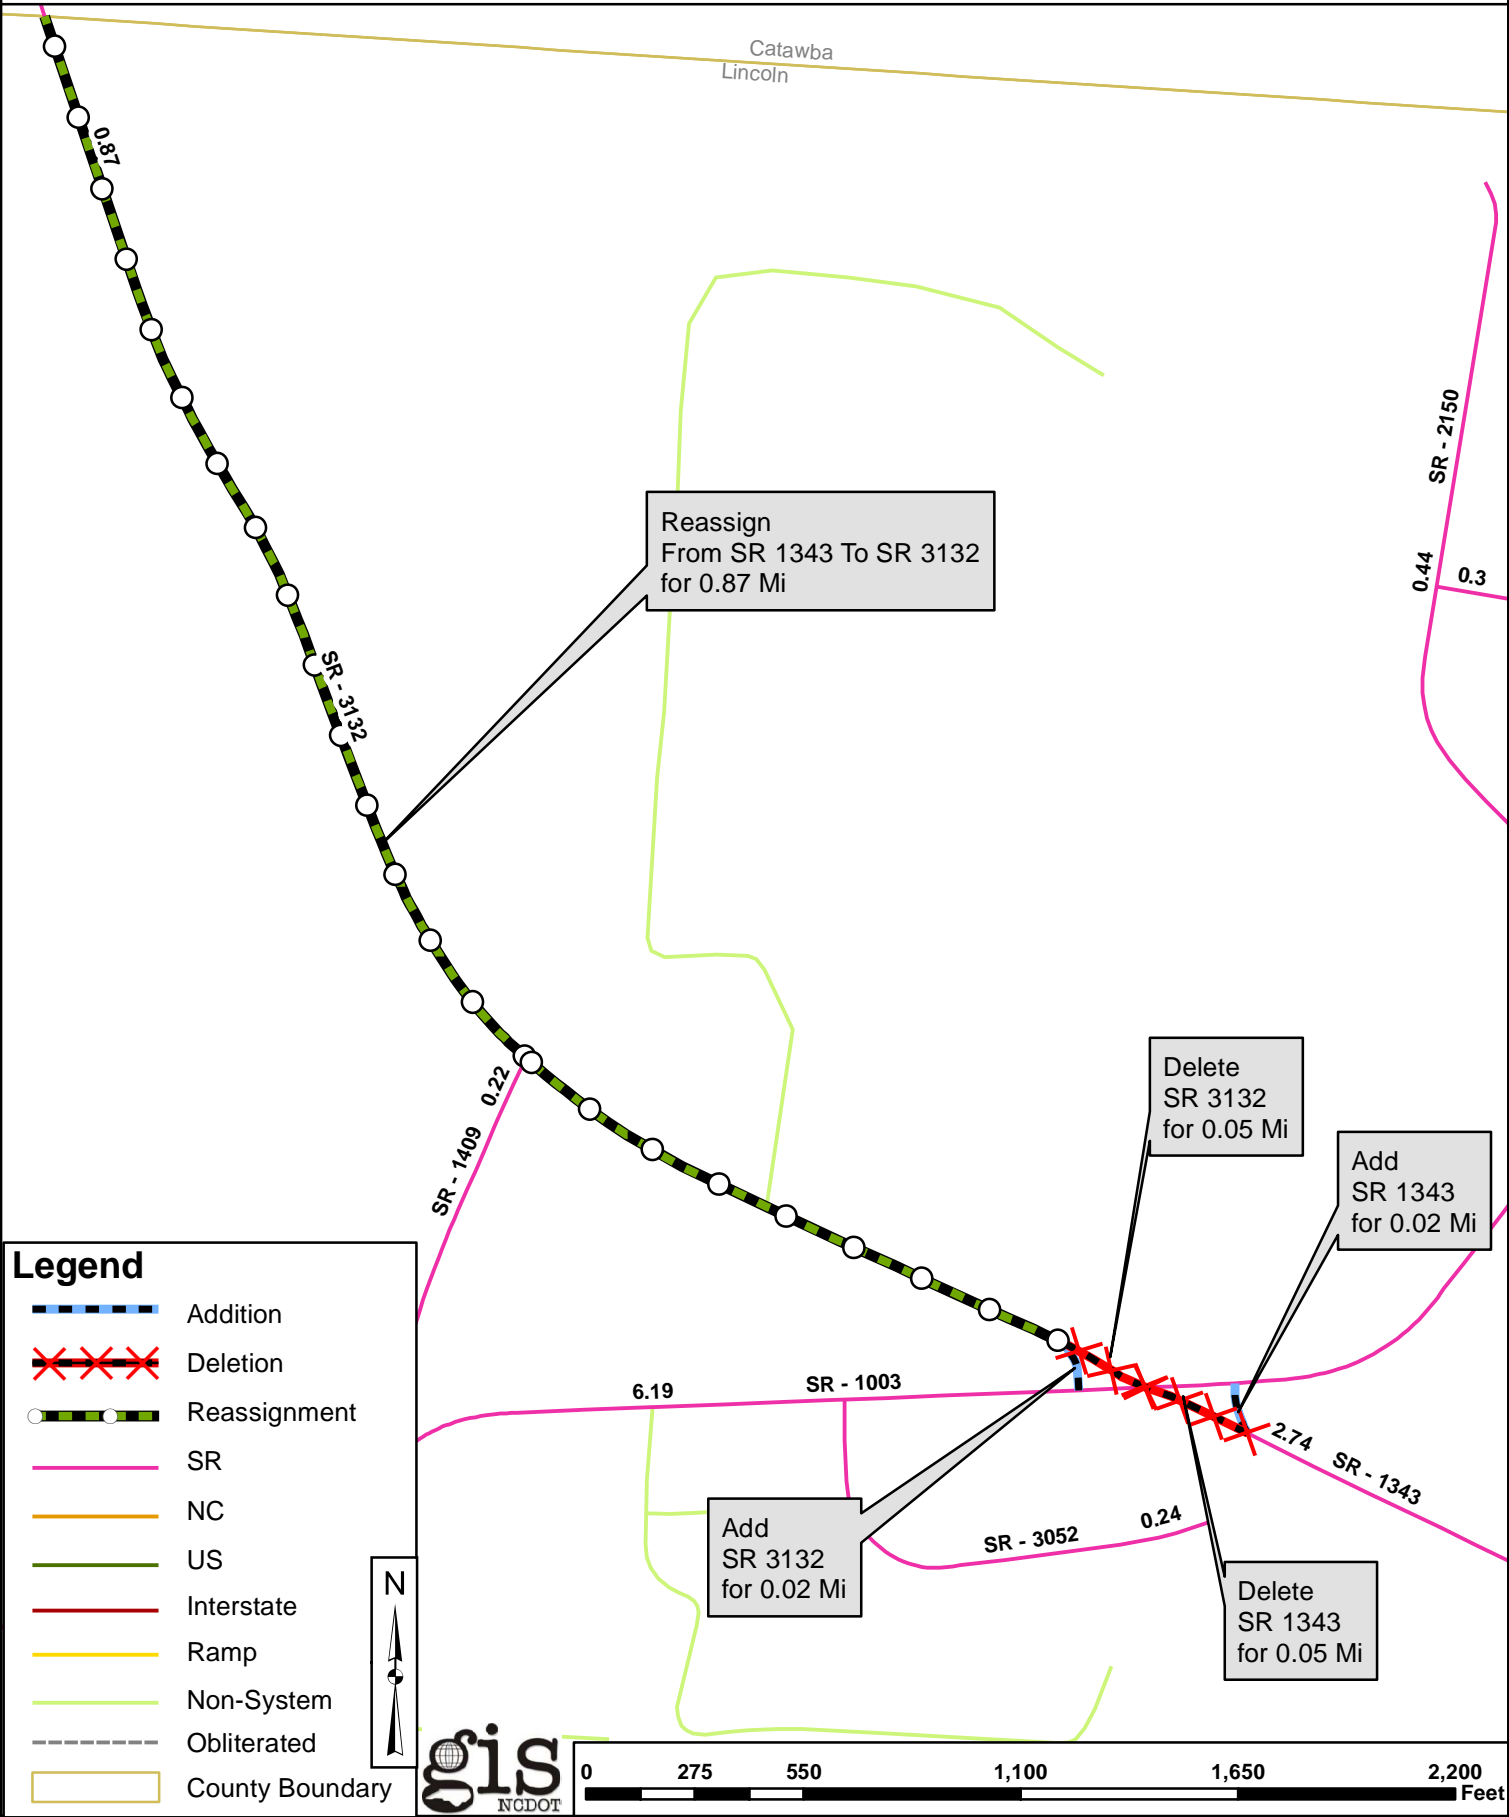 Catawba
Lincoln
0.87
SR - 2150
Reassign
From SR 1343 To SR 3132
for 0.87 Mi
0.44
0.3
SR - 3132
0.22
SR - 1409
Delete
SR 3132
for 0.05 Mi
Add
SR 1343
for 0.02 Mi
6.19
SR - 1003
2.74
SR - 1343
Add
SR 3132
for 0.02 Mi
SR - 3052
0.24
Delete
SR 1343
for 0.05 Mi
Legend
Addition
Deletion
Reassignment
SR
NC
US
Interstate
Ramp
Non-System
Obliterated
County Boundary
N
gis
NCDOT
0 275 550 1,100 1,650 2,200
Feet